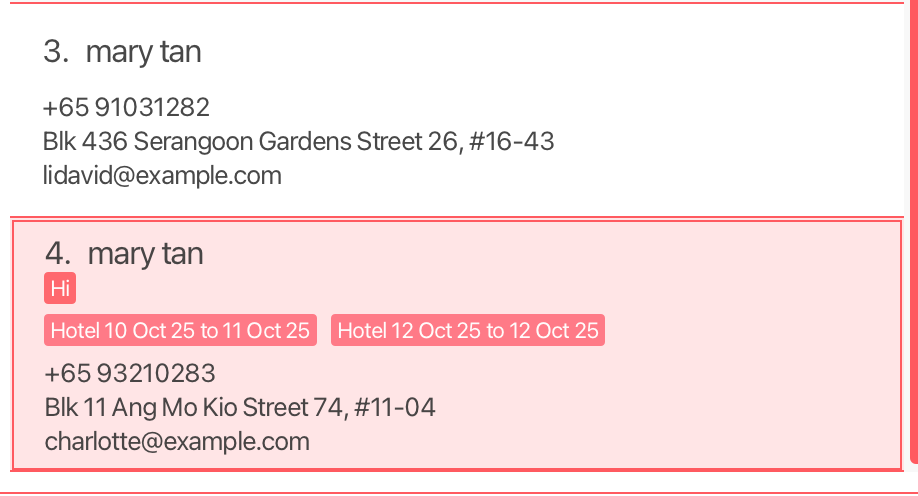 3. mary tan
+65 91031282
Blk 436 Serangoon Gardens Street 26, #16-43
lidavid@example.com
4. mary tan
Hi
Hotel 10 Oct 25 to 11 Oct 25 Hotel 12 Oct 25 to 12 Oct 25
+65 93210283
Blk 11 Ang Mo Kio Street 74, #11-04
charlotte@example.com